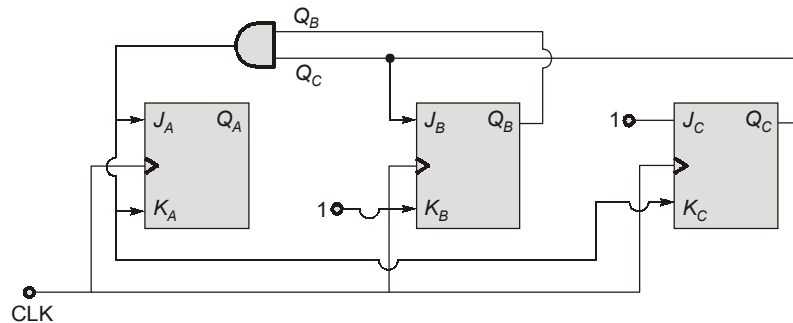 Q_B
Q_C
J_A Q_A
J_B Q_B
1 J_C Q_C
K_A
1 K_B
K_C
CLK